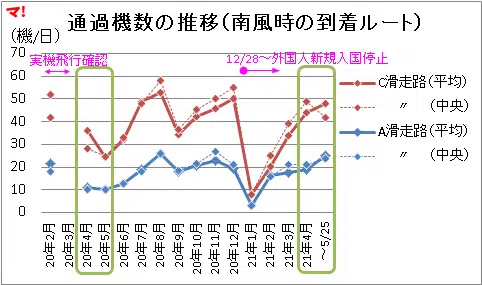 マ!
通過機数の推移(南風時の到着ルート)
(機/日)
実機飛行確認
12/28～外国人新規入国停止
70
60
50
40
30
20
10
0
C滑走路(平均)
〃 (中央)
A滑走路(平均)
〃 (中央)
20年2月
20年3月
20年4月
20年5月
20年6月
20年7月
20年8月
20年9月
20年10月
20年11月
20年12月
21年1月
21年2月
21年3月
21年4月
～5/25